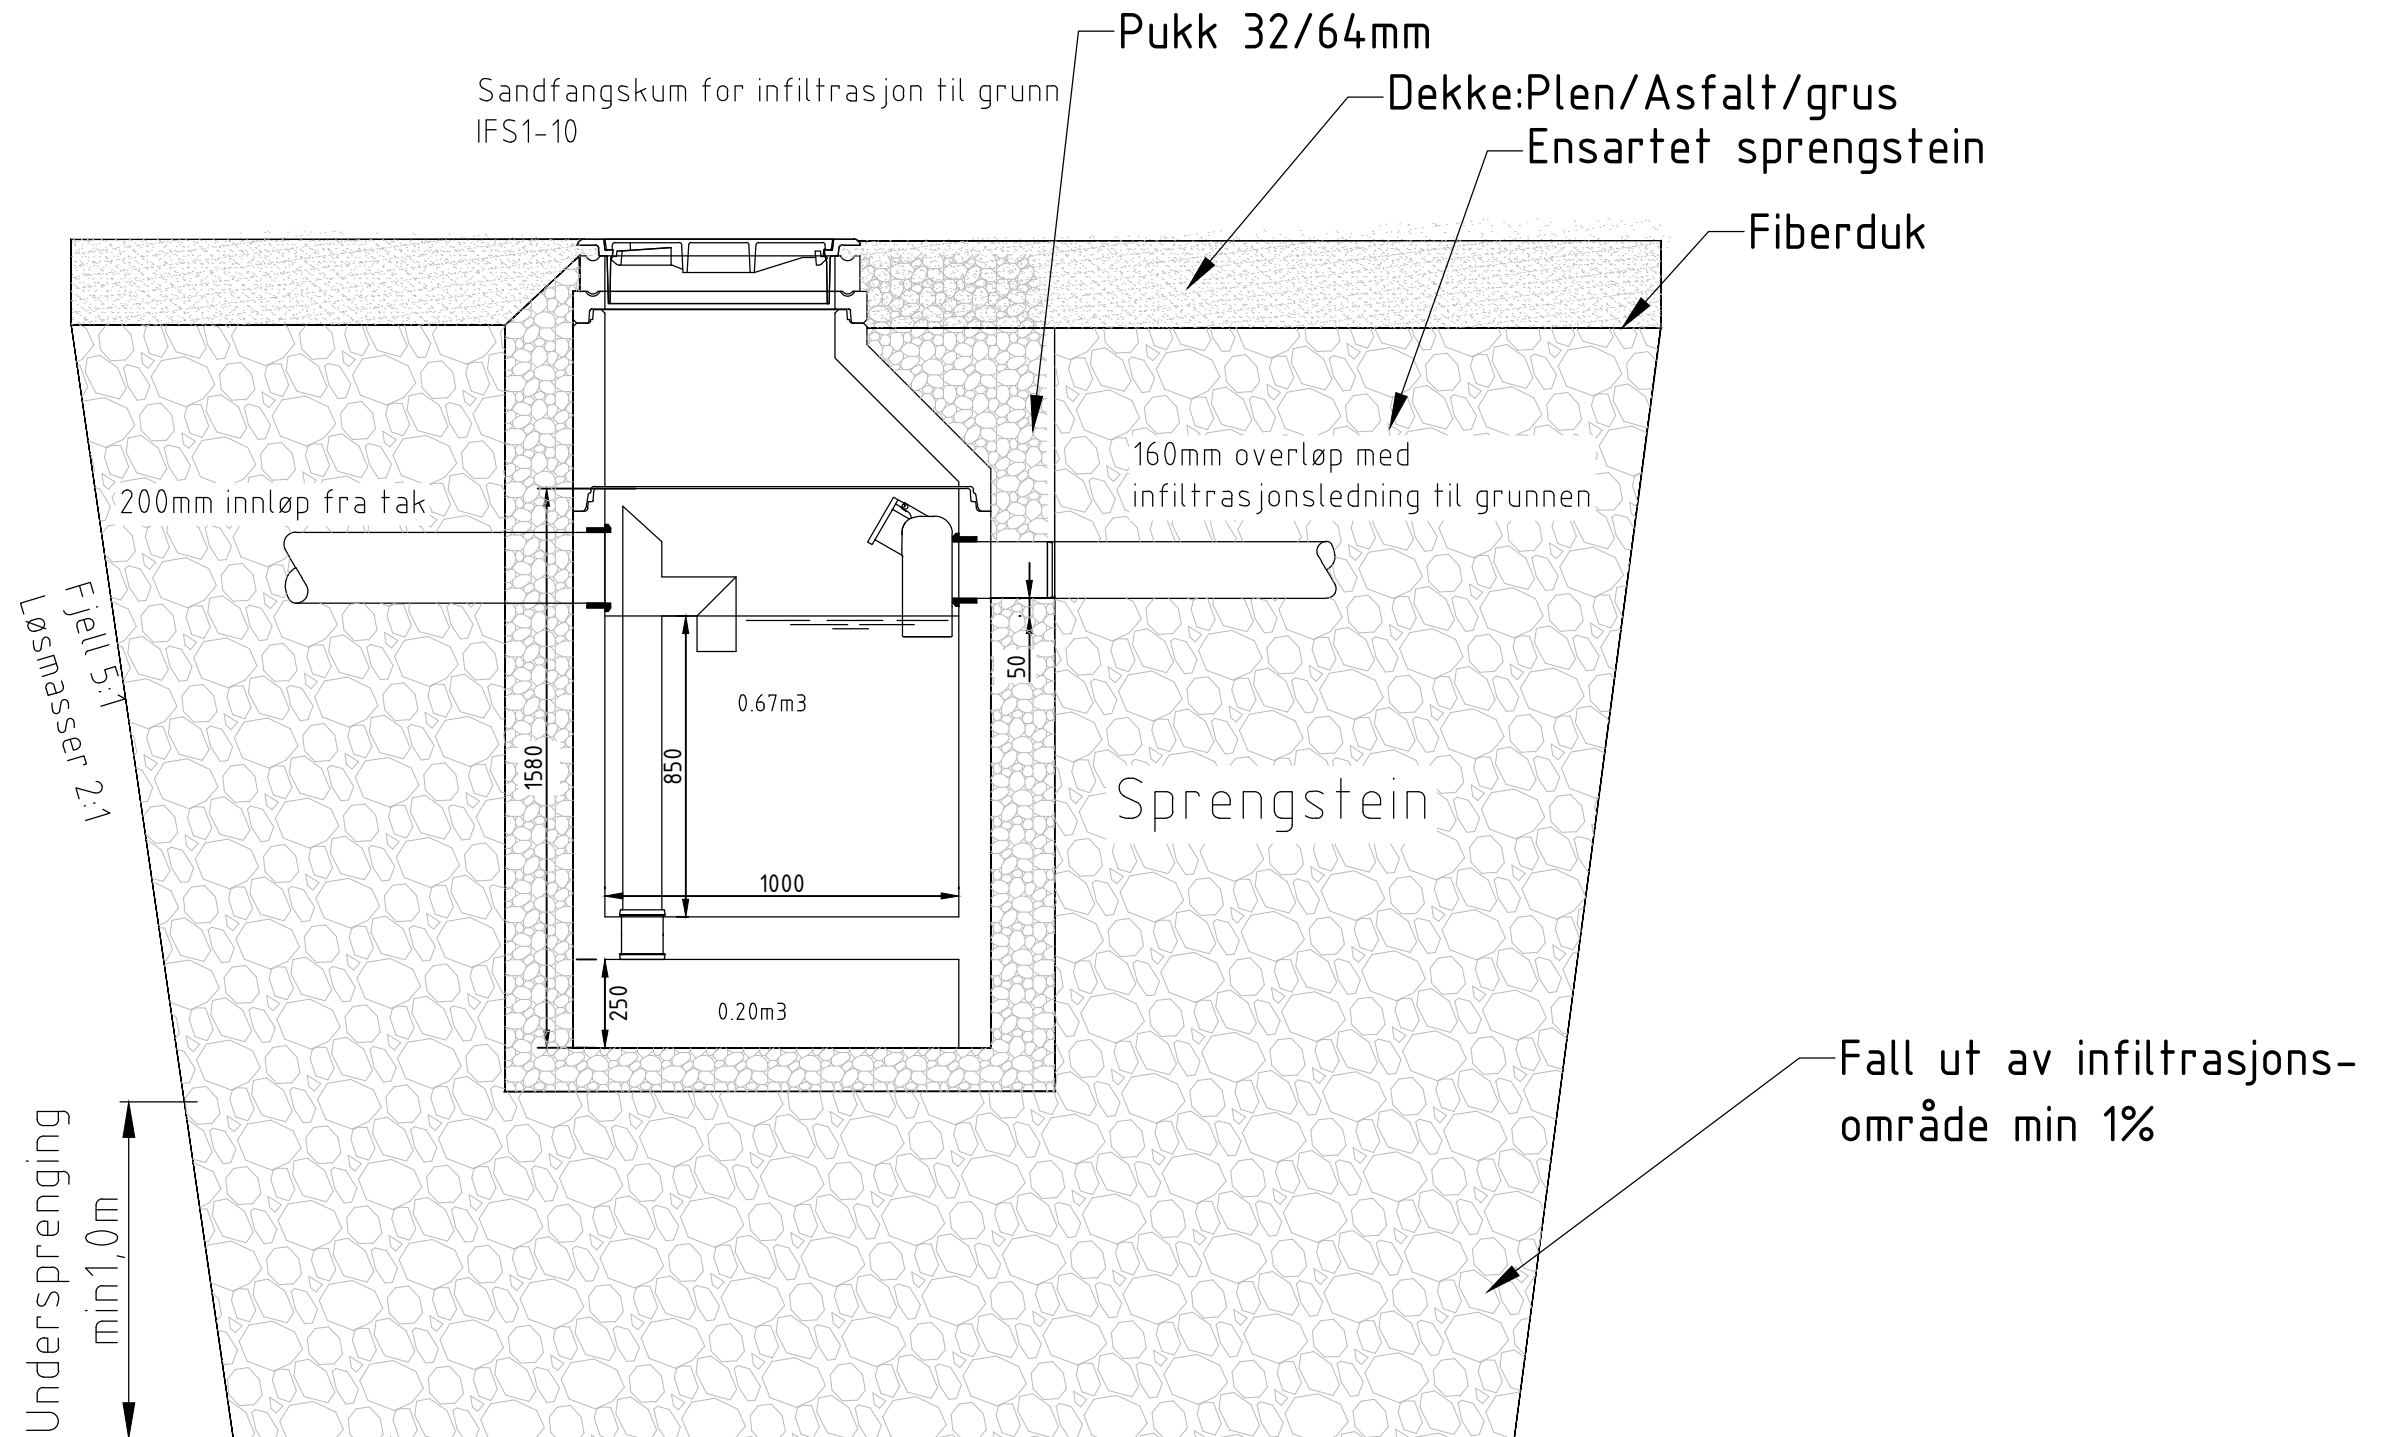 Pukk 32/64mm
Sandfangskum for infiltrasjon til grunn
IFS1-10
Dekke:Plen/Asfalt/grus
Ensartet sprengstein
Fiberduk
160mm overløp med
infiltrasjonsledning til grunnen
200mm innløp fra tak
Fjell 5:1
Løsmasser 2:1
50
0.67m3
1580
850
Sprengstein
1000
250
0.20m3
Fall ut av infiltrasjons-
område min 1%
Undersprenging
min1,0m